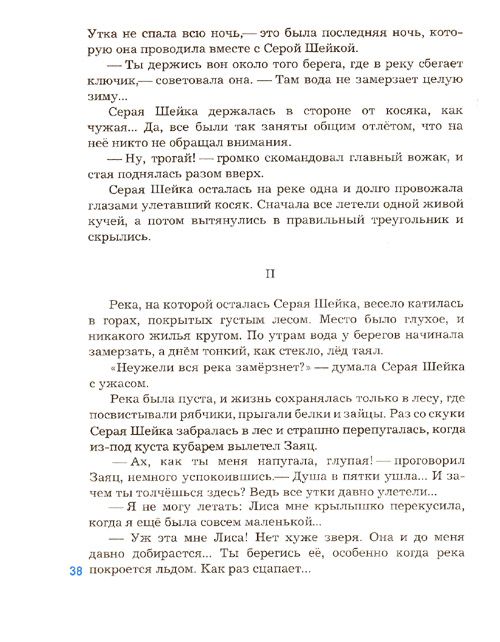 Утка не спала всю ночь,— это была последняя ночь, кото-
рую она проводила вместе с Серой Шейкой.
— Ты держись вон около того берега, где в реку сбегает
ключик,— советовала она. — Там вода не замерзает целую
зиму...
Серая Шейка держалась в стороне от косяка, как
чужая... Да, все были так заняты общим отлётом, что на
неё никто не обращал внимания.
— Ну, трогай! — громко скомандовал главный вожак, и
стая поднялась разом вверх.
Серая Шейка осталась на реке одна и долго провожала
глазами улетавший косяк. Сначала все летели одной живой
кучей, а потом вытянулись в правильный треугольник и
скрылись.
II
Река, на которой осталась Серая Шейка, весело катилась
в горах, покрытых густым лесом. Место было глухое, и
никакого жилья кругом. По утрам вода у берегов начинала
замерзать, а днём тонкий, как стекло, лёд таял.
«Неужели вся река замёрзнет?» — думала Серая Шейка
с ужасом.
Река была пуста, и жизнь сохранялась только в лесу, где
посвистывали рябчики, прыгали белки и зайцы. Раз со скуки
Серая Шейка забралась в лес и страшно перепугалась, когда
из-под куста кубарем вылетел Заяц.
— Ах, как ты меня напугала, глупая! — проговорил
Заяц, немного успокоившись.— Душа в пятки ушла... И за-
чем ты толчёшься здесь? Ведь все утки давно улетели...
— Я не могу летать: Лиса мне крылышко перекусила,
когда я ещё была совсем маленькой...
— Уж эта мне Лиса! Нет хуже зверя. Она и до меня
давно добирается... Ты берегись её, особенно когда река
покроется льдом. Как раз сцапает...
38